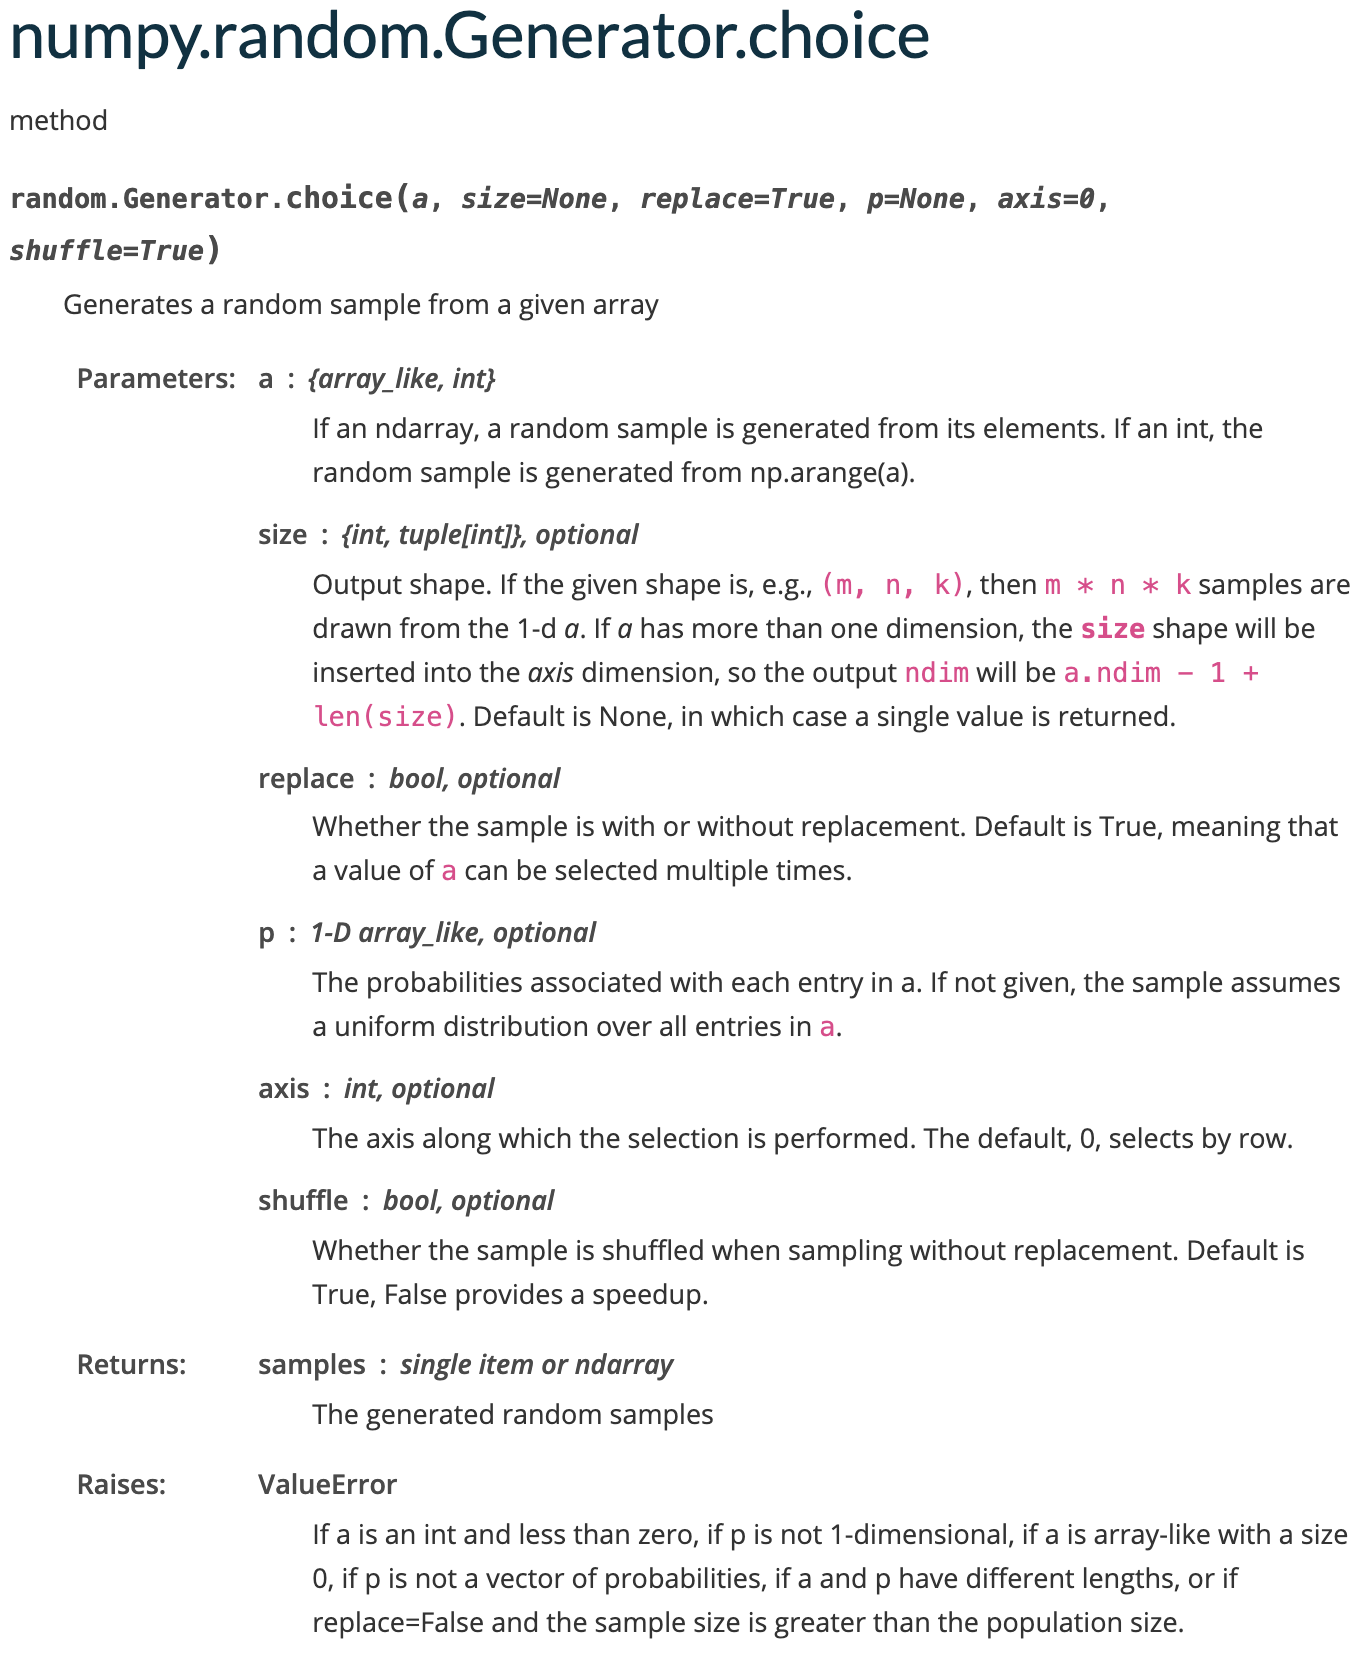 numpy.random.Generator.choice
method
random.Generator.choice(a, size=None, replace=True, p=None, axis=0,
shuffle=True)
Generates a random sample from a given array
Parameters: a : {array_like, int}
If an ndarray, a random sample is generated from its elements. If an int, the
random sample is generated from np.arange(a).
size : {int, tuple[int]}, optional
Output shape. If the given shape is, e.g., (m, n, k), then m * n * k samples are
drawn from the 1-d a. If a has more than one dimension, the size shape will be
inserted into the axis dimension, so the output ndim will be a.ndim - 1 +
len(size). Default is None, in which case a single value is returned.
replace : bool, optional
Whether the sample is with or without replacement. Default is True, meaning that
a value of a can be selected multiple times.
p : 1-D array_like, optional
The probabilities associated with each entry in a. If not given, the sample assumes
a uniform distribution over all entries in a.
axis : int, optional
The axis along which the selection is performed. The default, 0, selects by row.
shuffle : bool, optional
Whether the sample is shuffled when sampling without replacement. Default is
True, False provides a speedup.
Returns: samples : single item or ndarray
The generated random samples
Raises: ValueError
If a is an int and less than zero, if p is not 1-dimensional, if a is array-like with a size
0, if p is not a vector of probabilities, if a and p have different lengths, or if
replace=False and the sample size is greater than the population size.